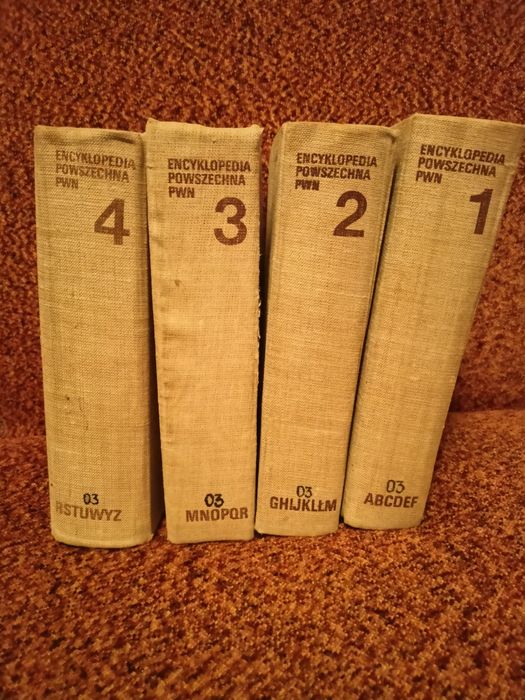 ENCYKLOPEDIA
POWSZECHNA
PWN
4
03
RSTUWYZ
ENCYKLOPEDIA
POWSZECHNA
PWN
3
03
MNOPQR
ENCYKLOPEDIA
POWSZECHNA
PWN
2
03
GHIJKLŁM
ENCYKLOPEDIA
POWSZECHNA
PWN
1
03
ABCDEF